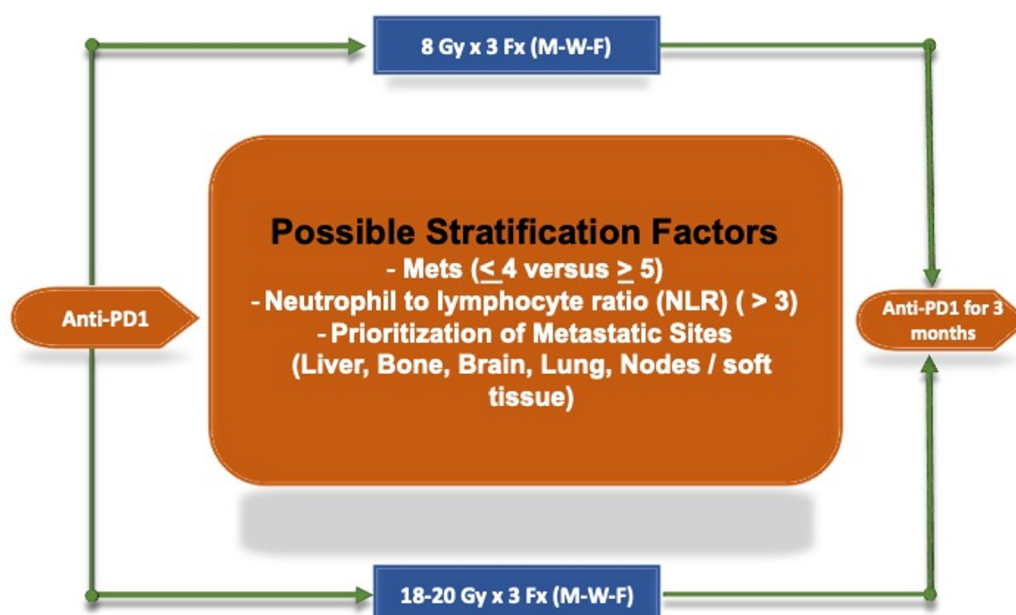 8 Gy x 3 Fx (M-W-F)
Possible Stratification Factors
- Mets (≤ 4 versus ≥ 5)
- Neutrophil to lymphocyte ratio (NLR) ( > 3)
- Prioritization of Metastatic Sites
(Liver, Bone, Brain, Lung, Nodes / soft
tissue)
Anti-PD1
Anti-PD1 for 3
months
18-20 Gy x 3 Fx (M-W-F)